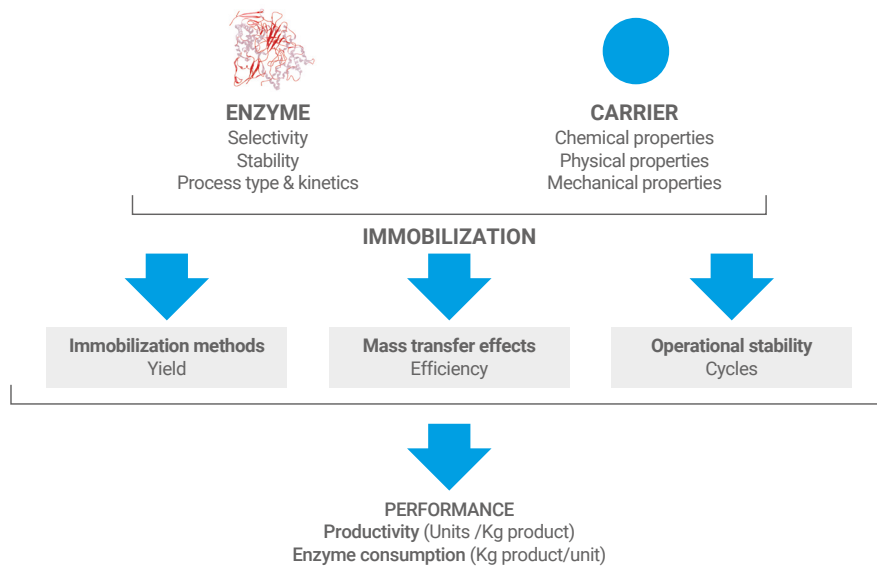 ENZYME
Selectivity
Stability
Process type & kinetics
CARRIER
Chemical properties
Physical properties
Mechanical properties
IMMOBILIZATION
Immobilization methods
Yield
Mass transfer effects
Efficiency
Operational stability
Cycles
PERFORMANCE
Productivity (Units /Kg product)
Enzyme consumption (Kg product/unit)